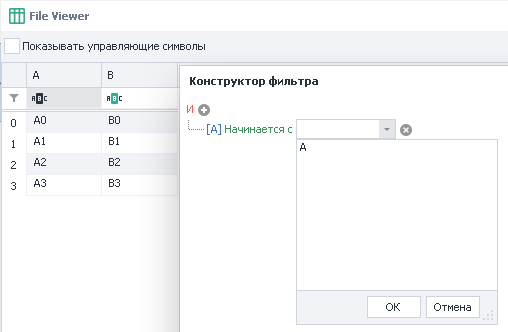 File Viewer
Показывать управляющие символы
A B
ABC ABC
0 A0 B0
1 A1 B1
2 A2 B2
3 A3 B3
Конструктор фильтра
И
[A] Начинается с
A
ОК Отмена